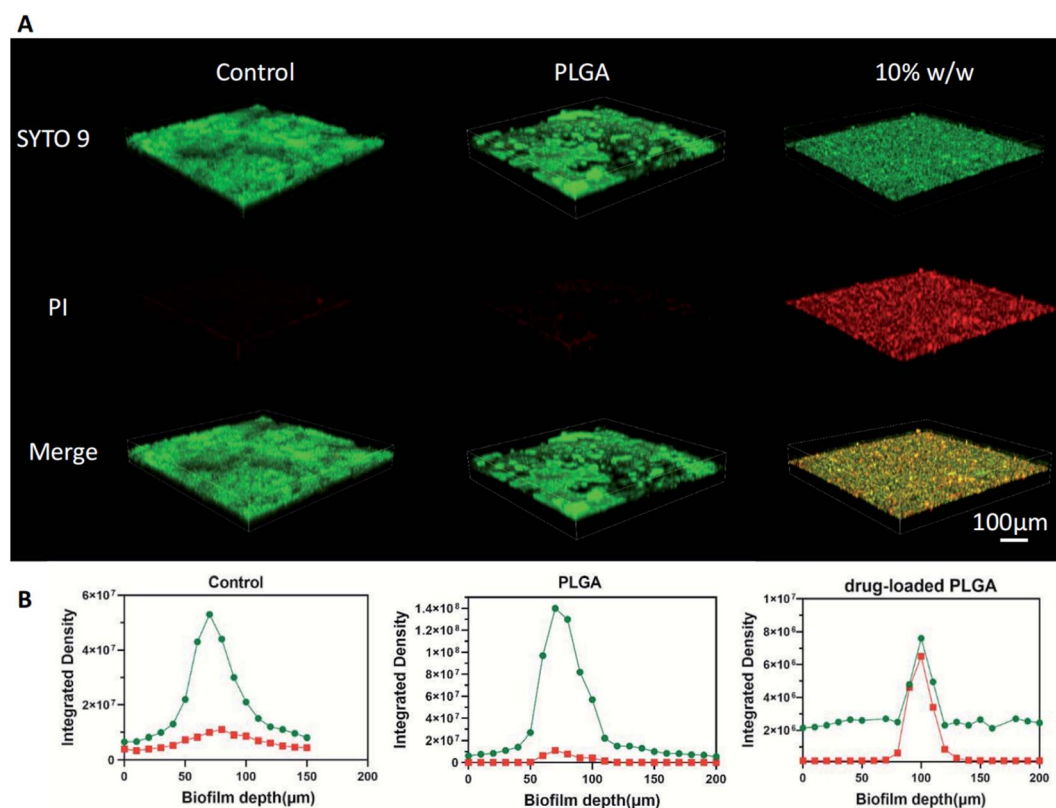 A
Control PLGA 10% w/w
SYTO 9
PI
Merge
100μm
B
Control
Integrated Density
6×10⁷
4×10⁷
2×10⁷
0
0 50 100 150 200
Biofilm depth(μm)
PLGA
Integrated Density
1.4×10⁸
1.2×10⁸
1×10⁸
8×10⁷
6×10⁷
4×10⁷
2×10⁷
0
0 50 100 150 200
Biofilm depth(μm)
drug-loaded PLGA
Integrated Density
1×10⁷
8×10⁶
6×10⁶
4×10⁶
2×10⁶
0 50 100 150 200
Biofilm depth(μm)